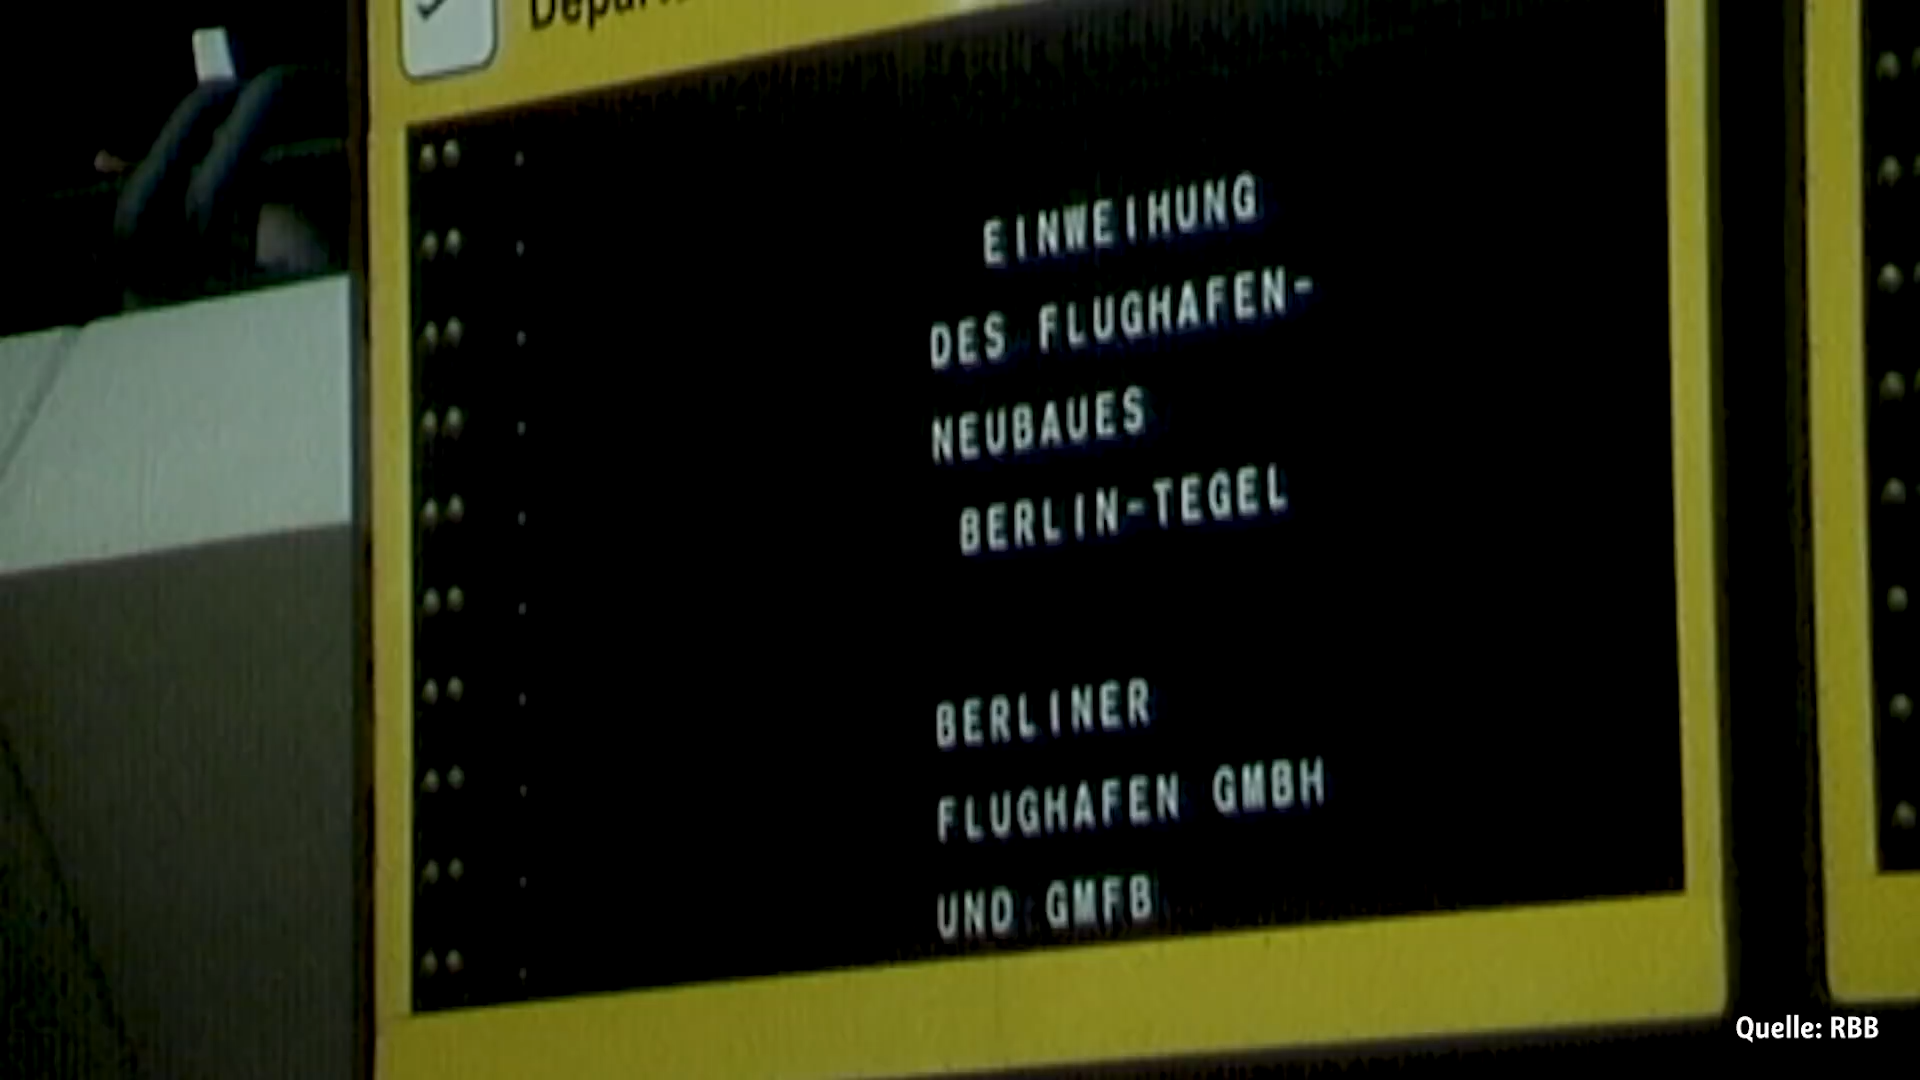 EINWEIHUNG
DES FLUGHAFEN-
NEUBAUES
BERLIN-TEGEL
BERLINER
FLUGHAFEN GMBH
UND GMFB
Quelle: RBB